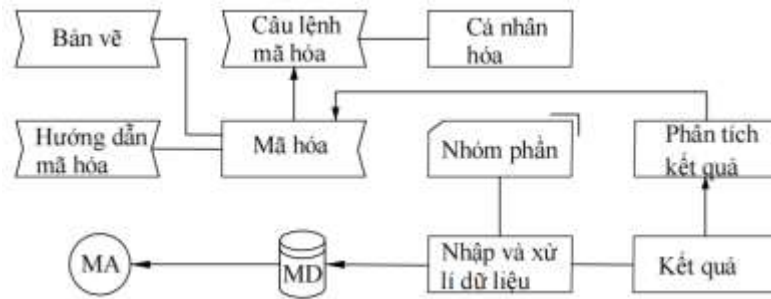 Bản vẽ
Câu lệnh
mã hóa
Cá nhân
hóa
Hướng dẫn
mã hóa
Mã hóa
Nhóm phần
Phân tích
kết quả
MA
MD
Nhập và xử
lí dữ liệu
Kết quả